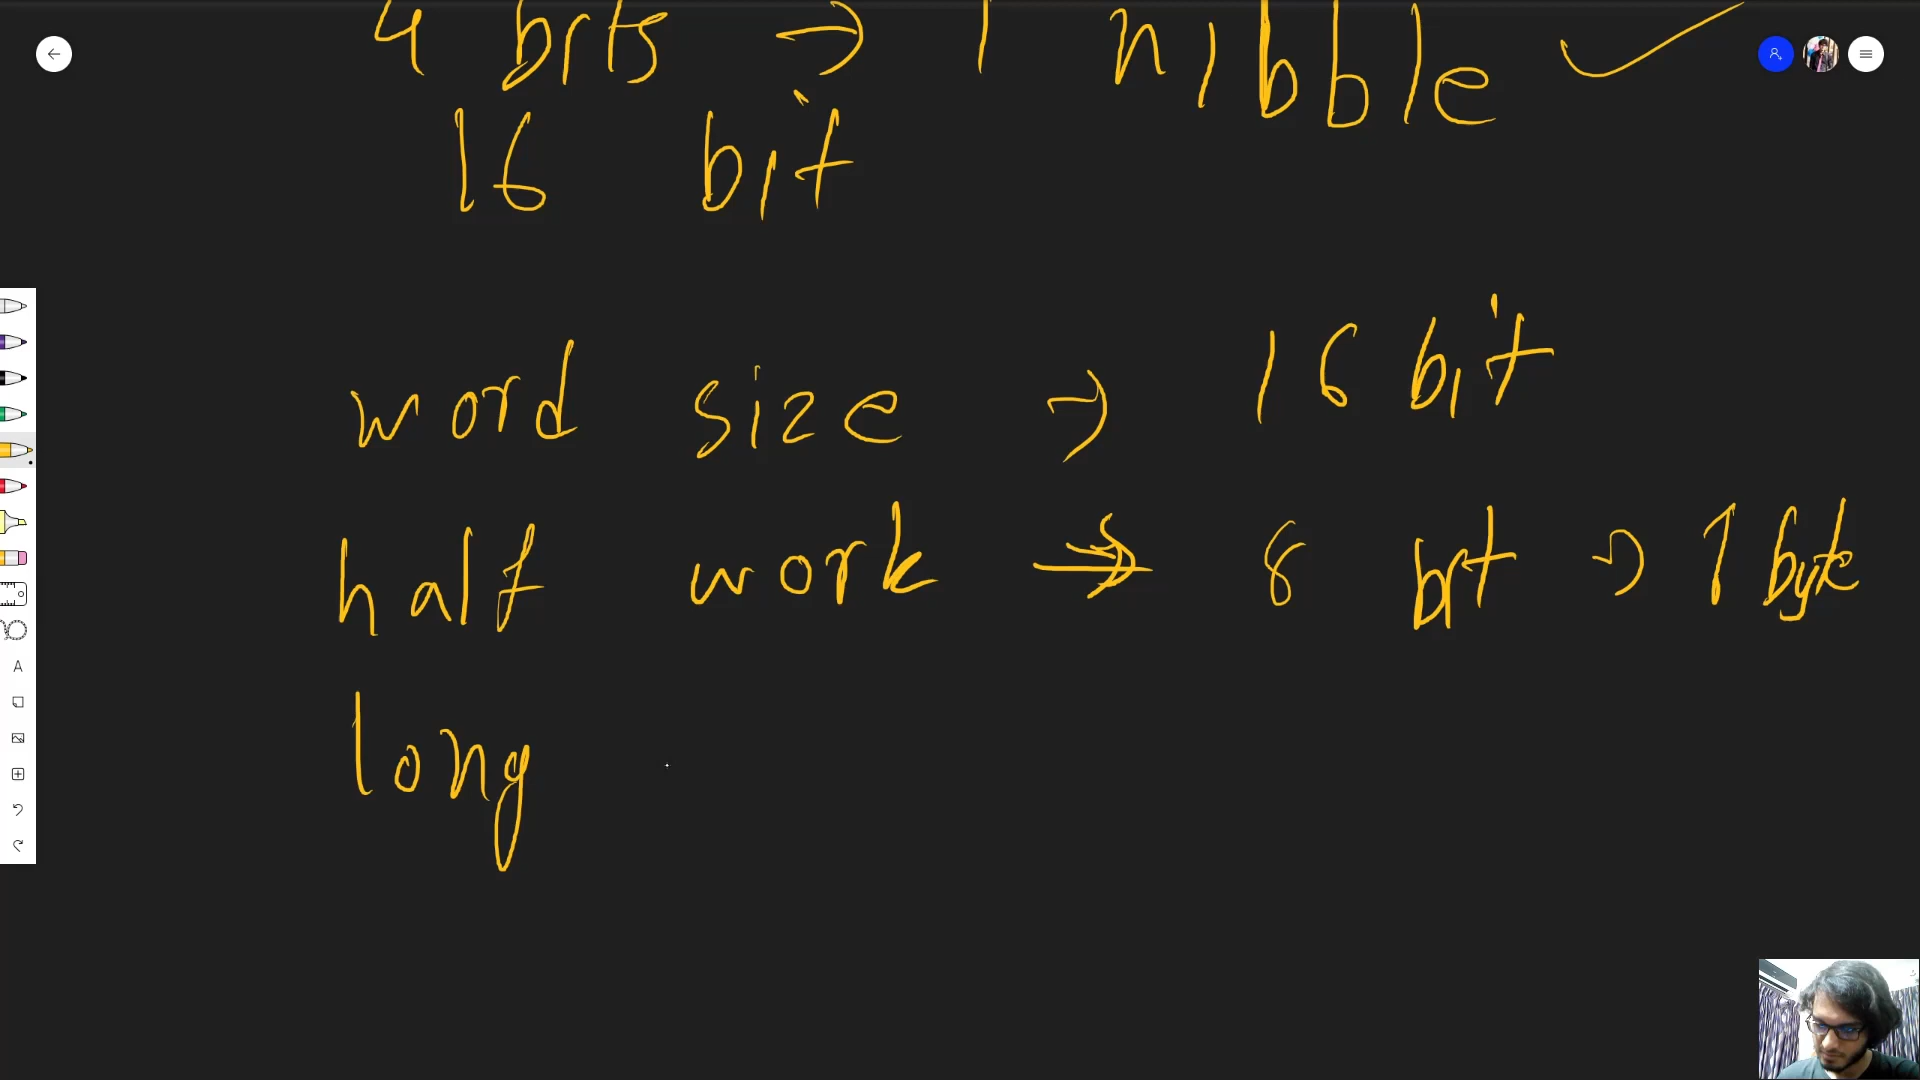 4 bits → 1 nibble ✓
16 bit
word size → 16 bit
half work → 8 bit → 1 byte
long
A